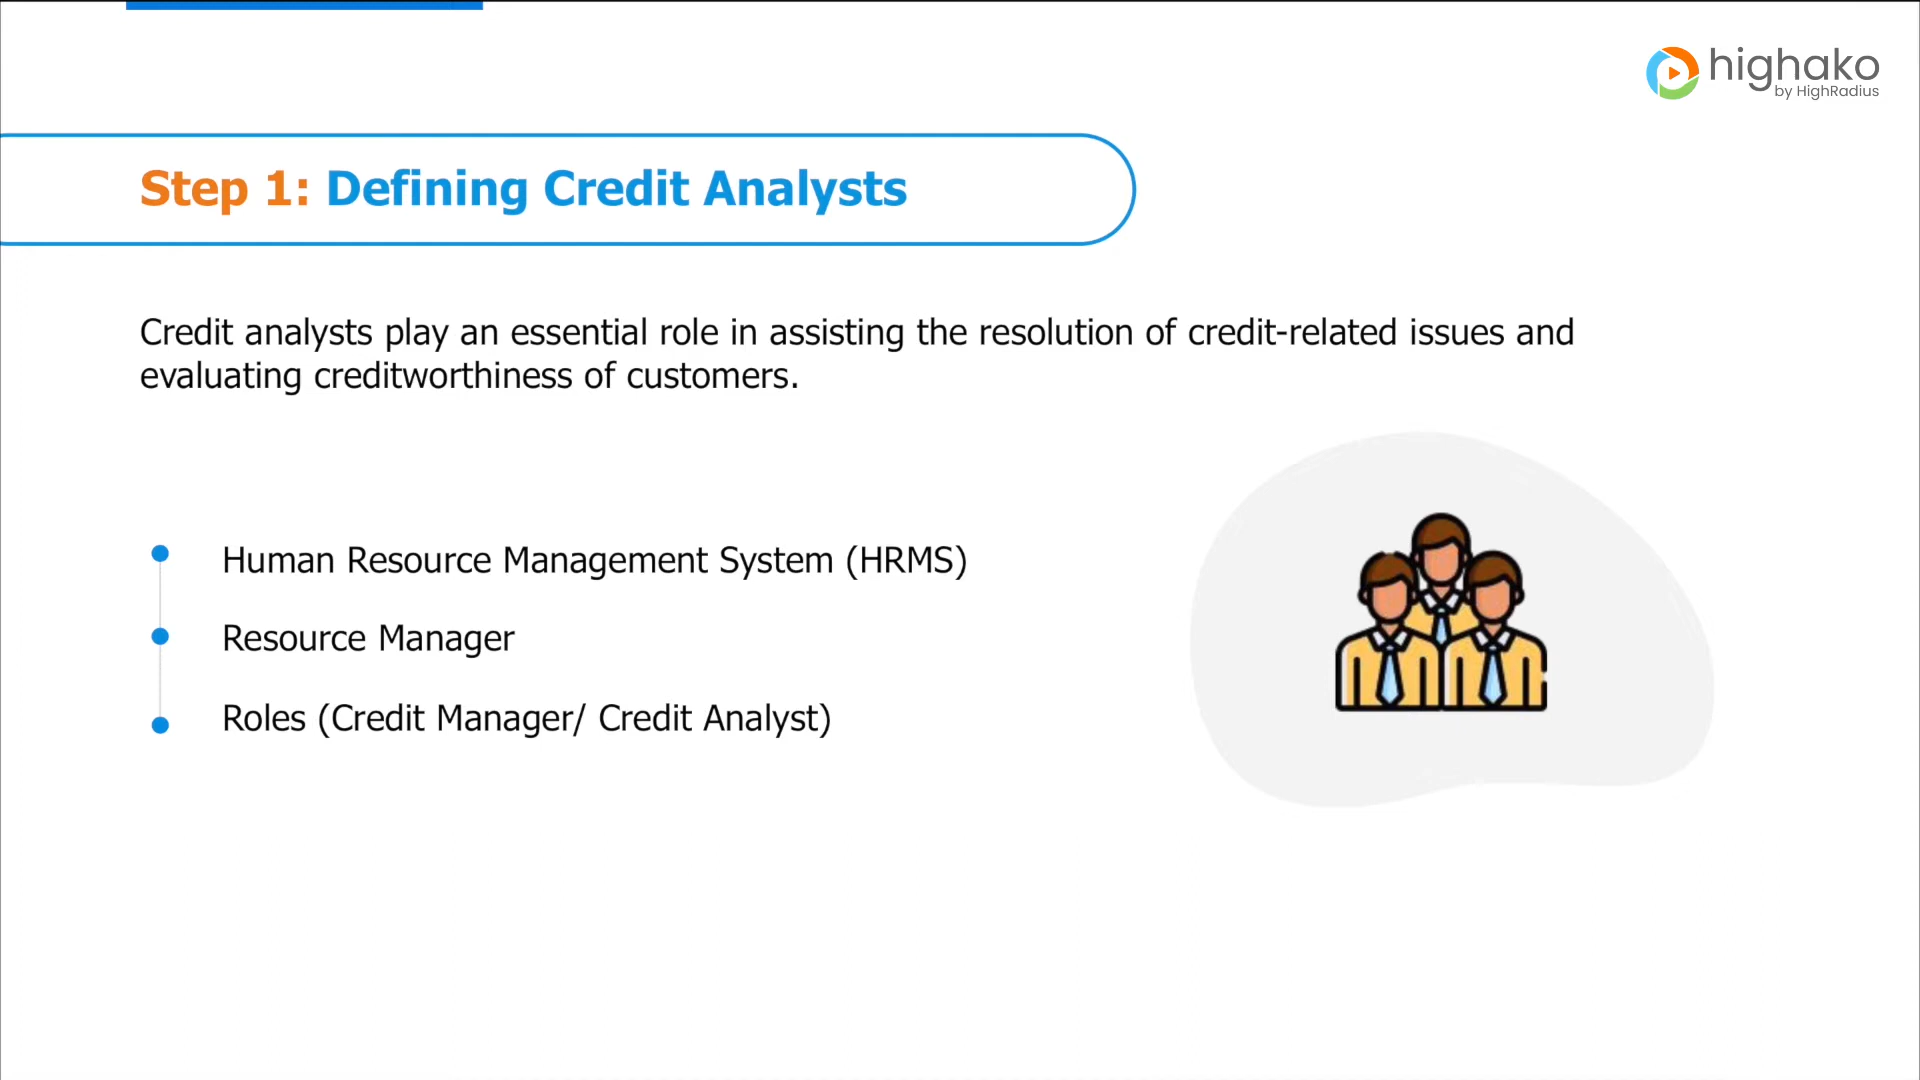 highako
by HighRadius
Step 1: Defining Credit Analysts
Credit analysts play an essential role in assisting the resolution of credit-related issues and
evaluating creditworthiness of customers.
Human Resource Management System (HRMS)
Resource Manager
Roles (Credit Manager/ Credit Analyst)